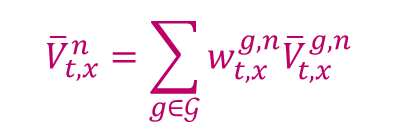 V̄ⁿₜ,ₓ = ∑_{g∈𝒢} w^{g,n}_{t,x} V̄^{g,n}_{t,x}